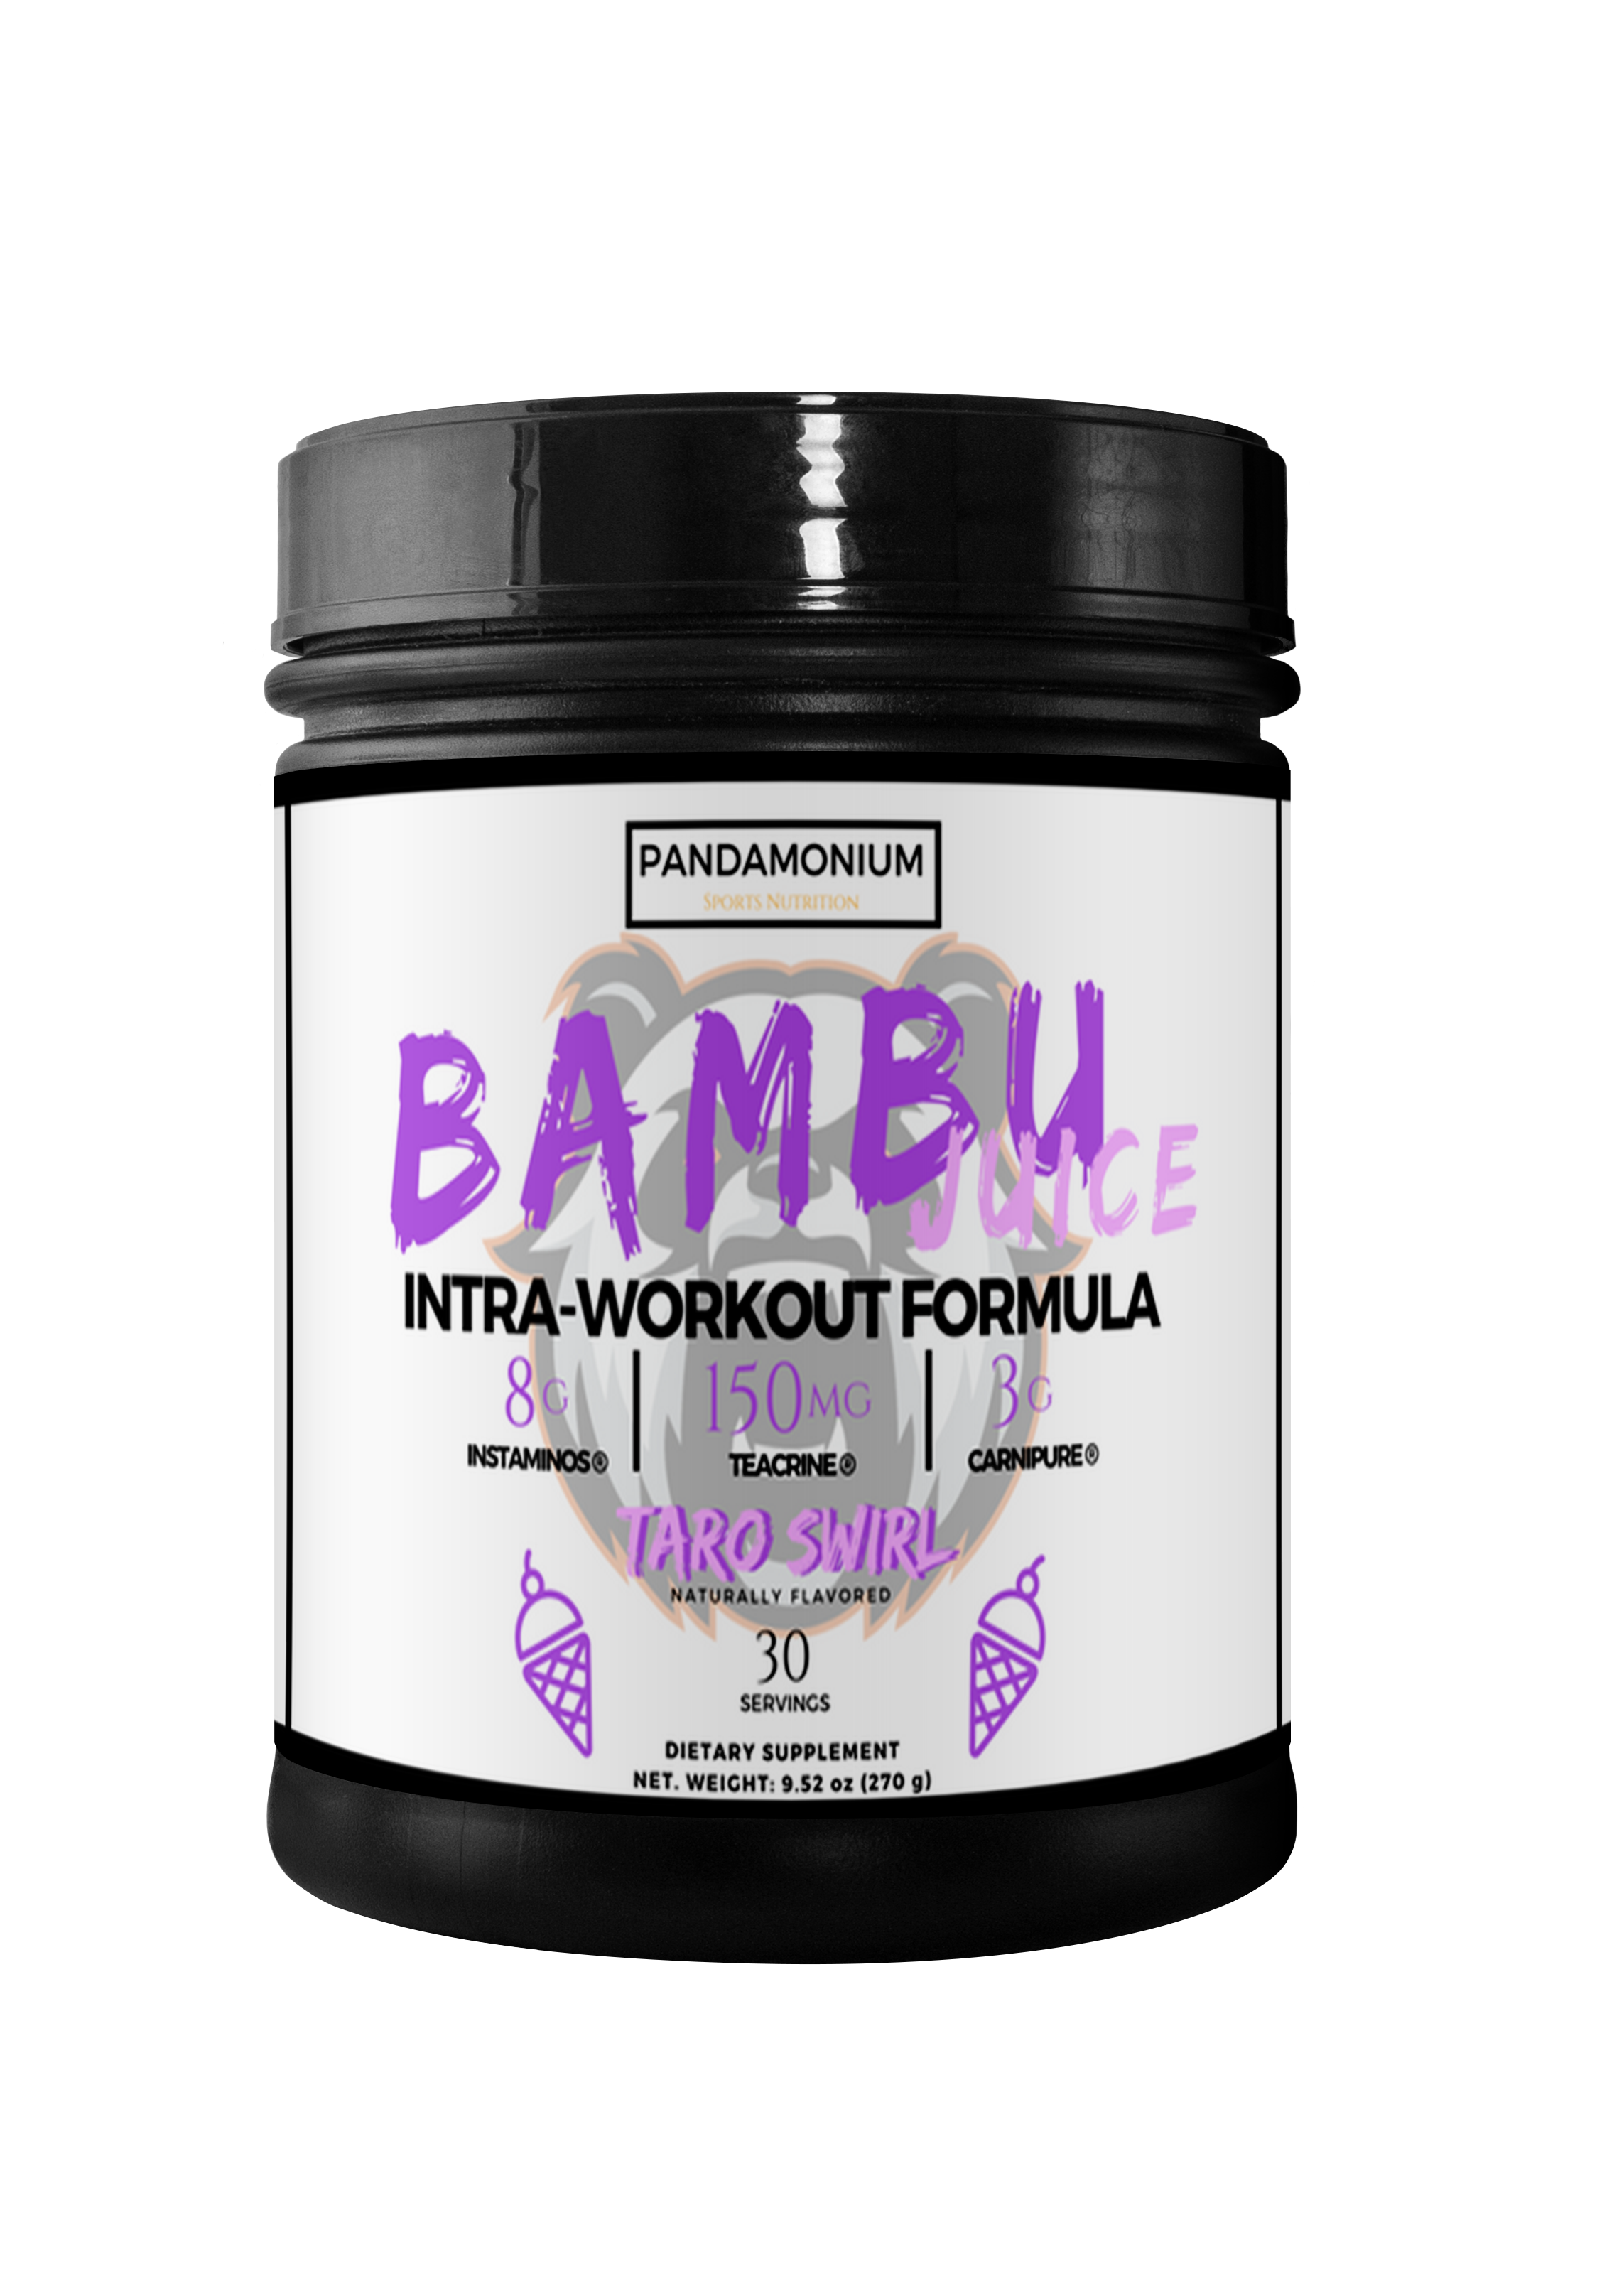 PANDAMONIUM
SPORTS NUTRITION
BAMBU
JUICE
INTRA-WORKOUT FORMULA
8G 150MG 3G
INSTAMINOS® TEACRINE® CARNIPURE®
TARO SWIRL
NATURALLY FLAVORED
30
SERVINGS
DIETARY SUPPLEMENT
NET. WEIGHT: 9.52 oz (270 g)